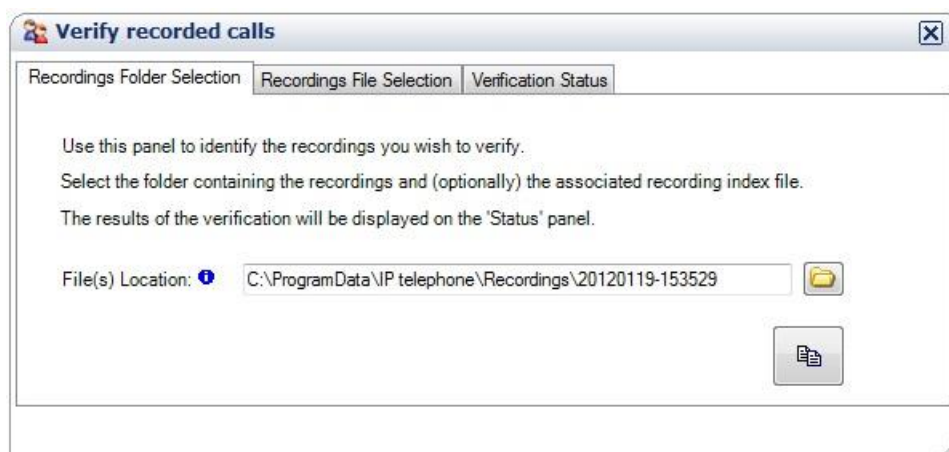 Verify recorded calls
Recordings Folder Selection
Recordings File Selection
Verification Status
Use this panel to identify the recordings you wish to verify.
Select the folder containing the recordings and (optionally) the associated recording index file.
The results of the verification will be displayed on the 'Status' panel.
File(s) Location:
C:\ProgramData\IP telephone\Recordings\20120119-153529